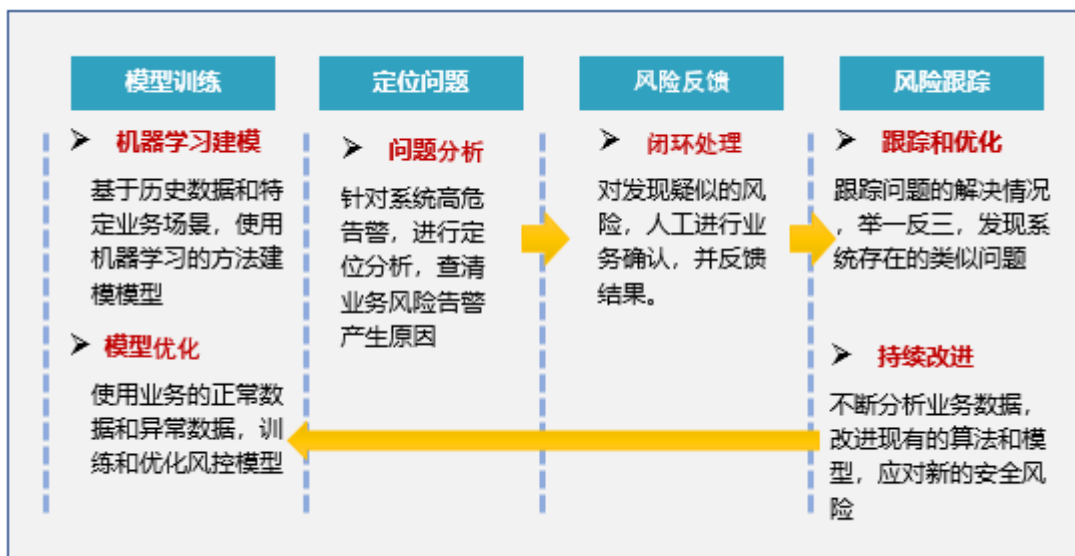 模型训练
机器学习建模
基于历史数据和特
定业务场景，使用
机器学习的方法建
模模型
模型优化
使用业务的正常数
据和异常数据，训
练和优化风控模型
定位问题
问题分析
针对系统高危
告警，进行定
位分析，查清
业务风险告警
产生原因
风险反馈
闭环处理
对发现疑似的风
险，人工进行业
务确认，并反馈
结果。
风险跟踪
跟踪和优化
跟踪问题的解决情况
，举一反三，发现系
统存在的类似问题
持续改进
不断分析业务数据，
改进现有的算法和模
型，应对新的安全风
险